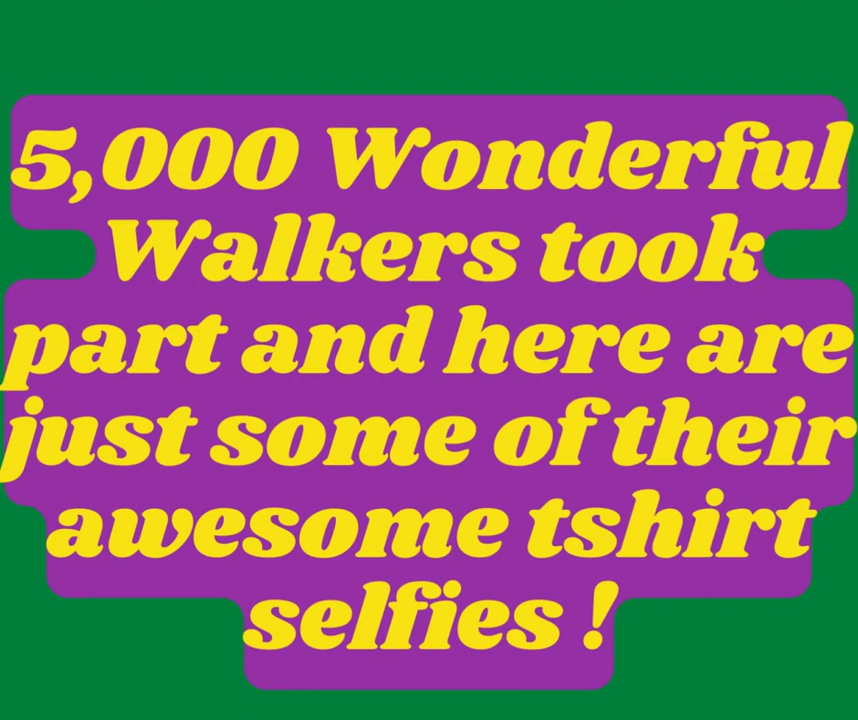 5,000 Wonderful
Walkers took
part and here are
just some of their
awesome tshirt
selfies !